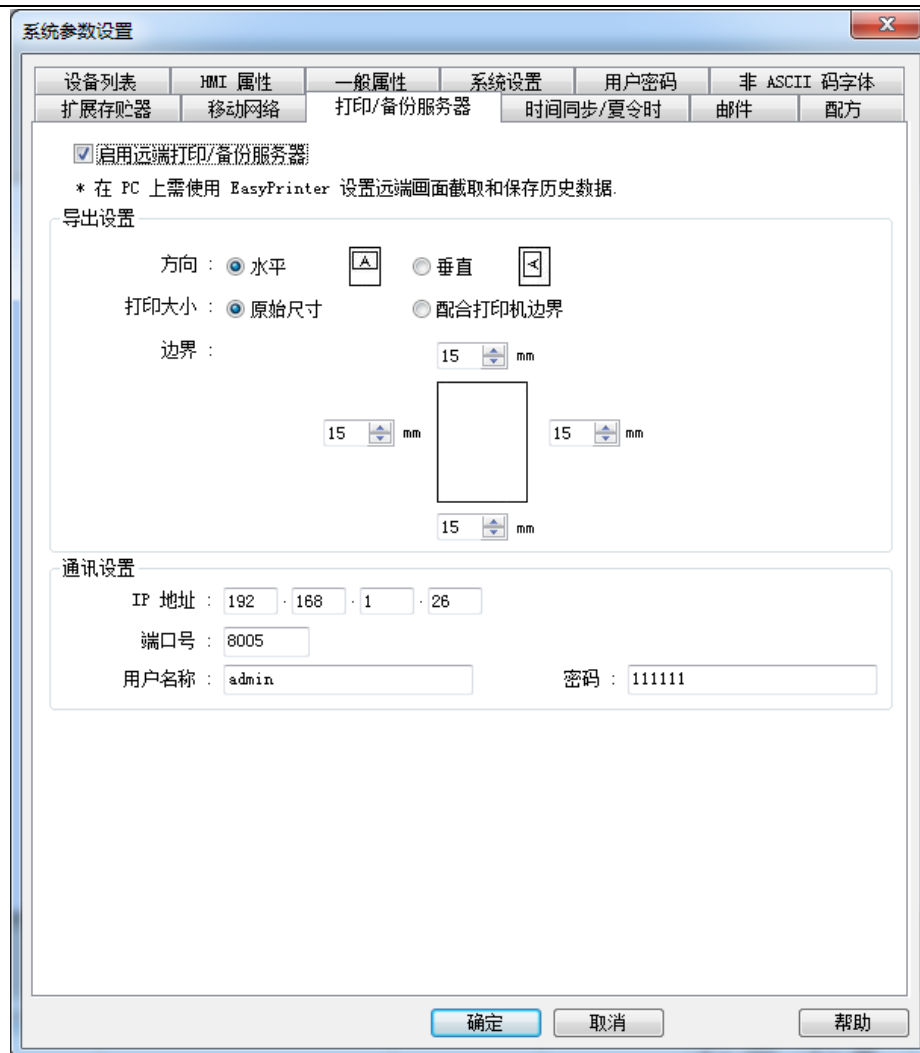 系统参数设置
设备列表 HMI 属性 一般属性 系统设置 用户密码 非 ASCII 码字体
扩展存贮器 移动网络 打印/备份服务器 时间同步/夏令时 邮件 配方
启用远端打印/备份服务器
* 在 PC 上需使用 EasyPrinter 设置远端画面截取和保存历史数据.
导出设置
方向 : 水平 A 垂直 A
打印大小 : 原始尺寸 配合打印机边界
边界 : 15 mm
15 mm 15 mm
15 mm
通讯设置
IP 地址 : 192 . 168 . 1 . 26
端口号 : 8005
用户名称 : admin 密码 : 111111
确定 取消 帮助